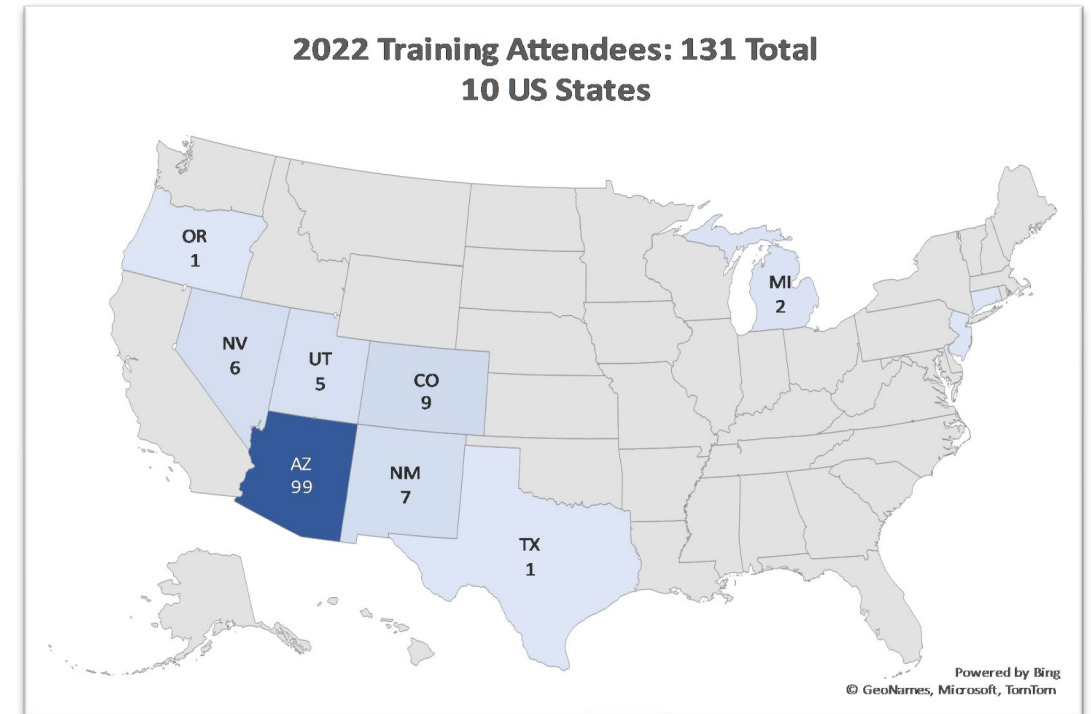 2022 Training Attendees: 131 Total
10 US States
OR
1
MI
2
NV
6
UT
5
CO
9
AZ
99
NM
7
TX
1
Powered by Bing
© GeoNames, Microsoft, TomTom